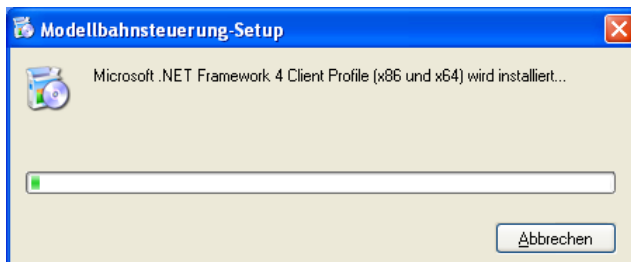 Modellbahnsteuerung-Setup
Microsoft .NET Framework 4 Client Profile (x86 und x64) wird installiert...
Abbrechen